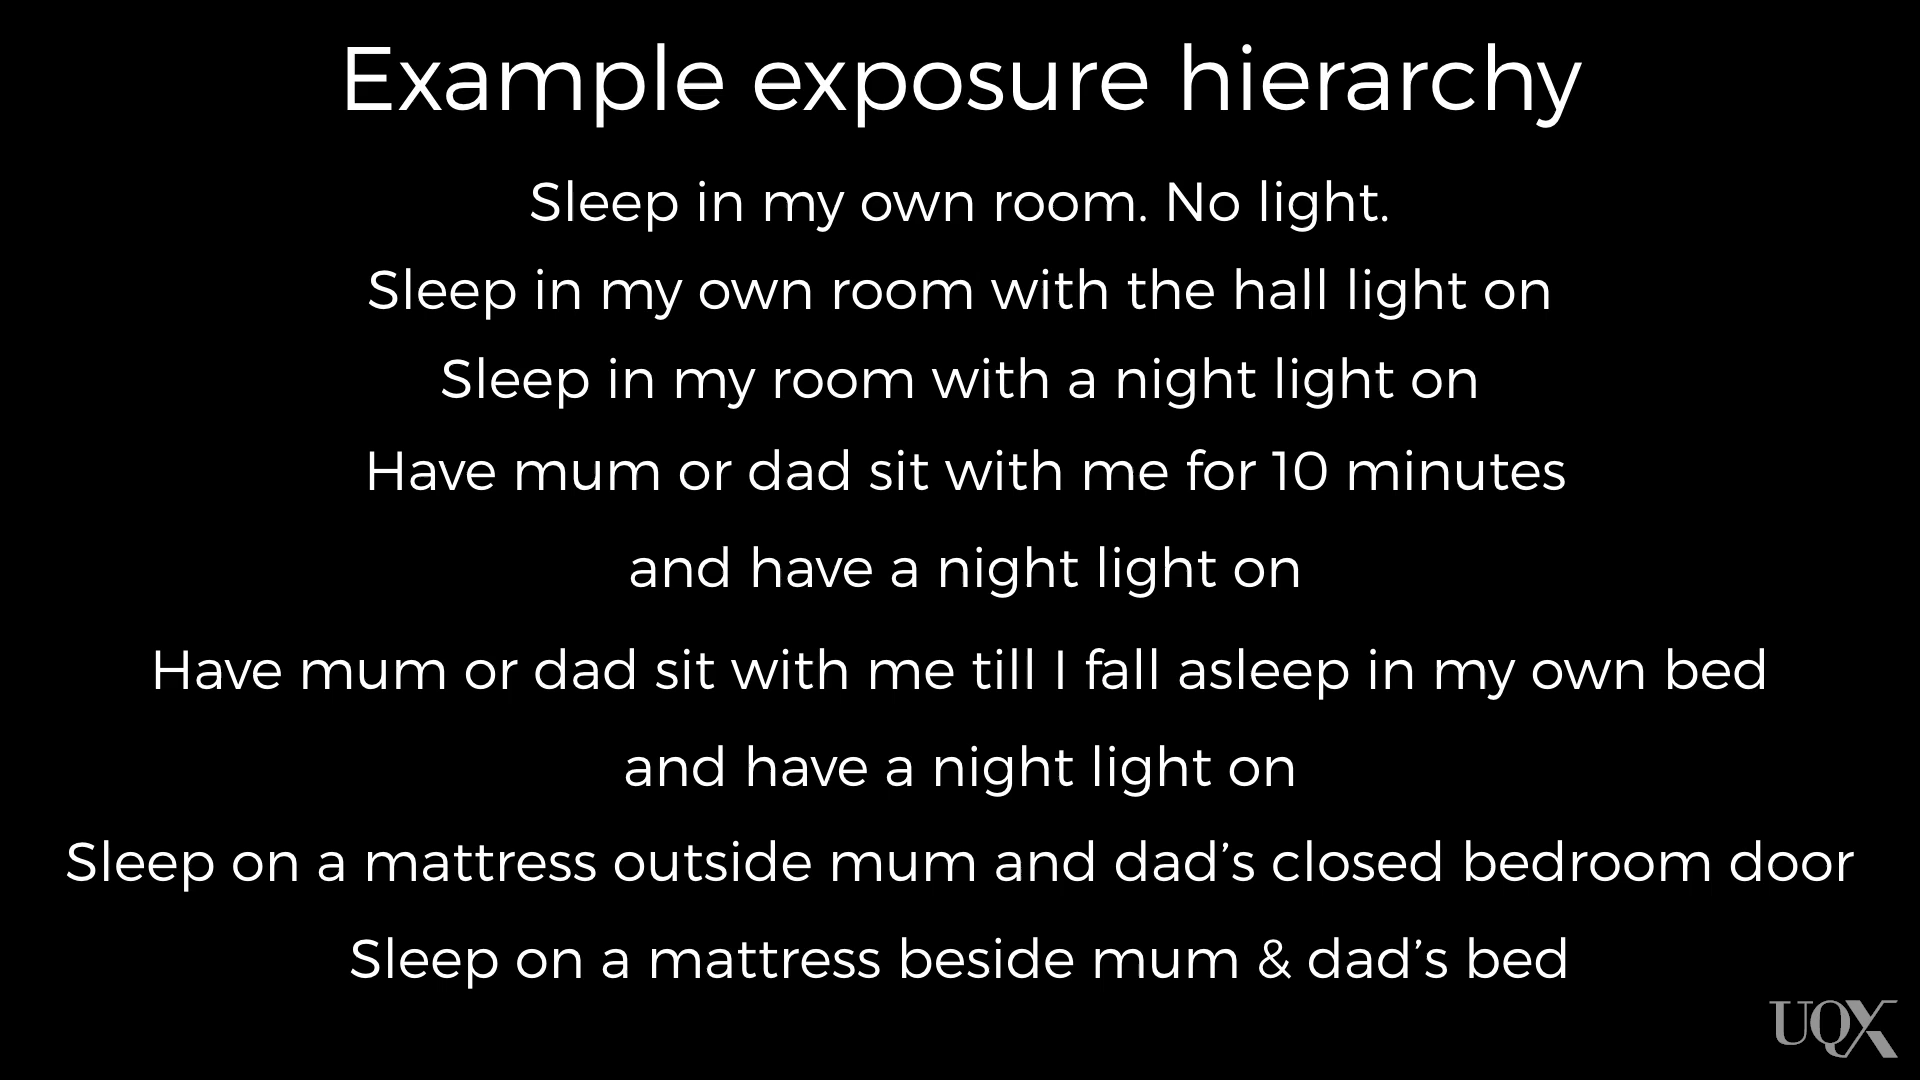 Example exposure hierarchy
Sleep in my own room. No light.
Sleep in my own room with the hall light on
Sleep in my room with a night light on
Have mum or dad sit with me for 10 minutes
and have a night light on
Have mum or dad sit with me till I fall asleep in my own bed
and have a night light on
Sleep on a mattress outside mum and dad’s closed bedroom door
Sleep on a mattress beside mum & dad’s bed
UQX